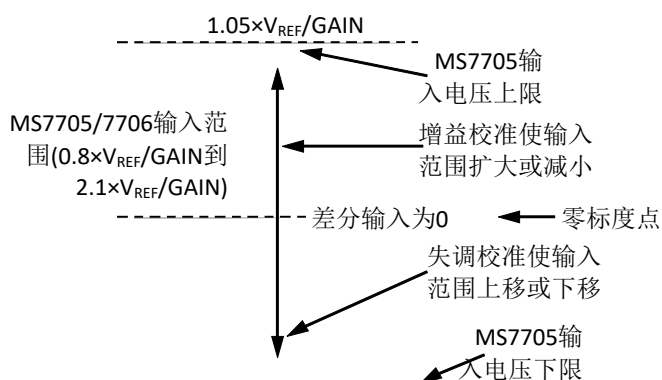 1.05×VREF/GAIN
MS7705输
入电压上限
MS7705/7706输入范
围(0.8×VREF/GAIN到
2.1×VREF/GAIN)
增益校准使输入
范围扩大或减小
差分输入为0
零标度点
失调校准使输入
范围上移或下移
MS7705输
入电压下限